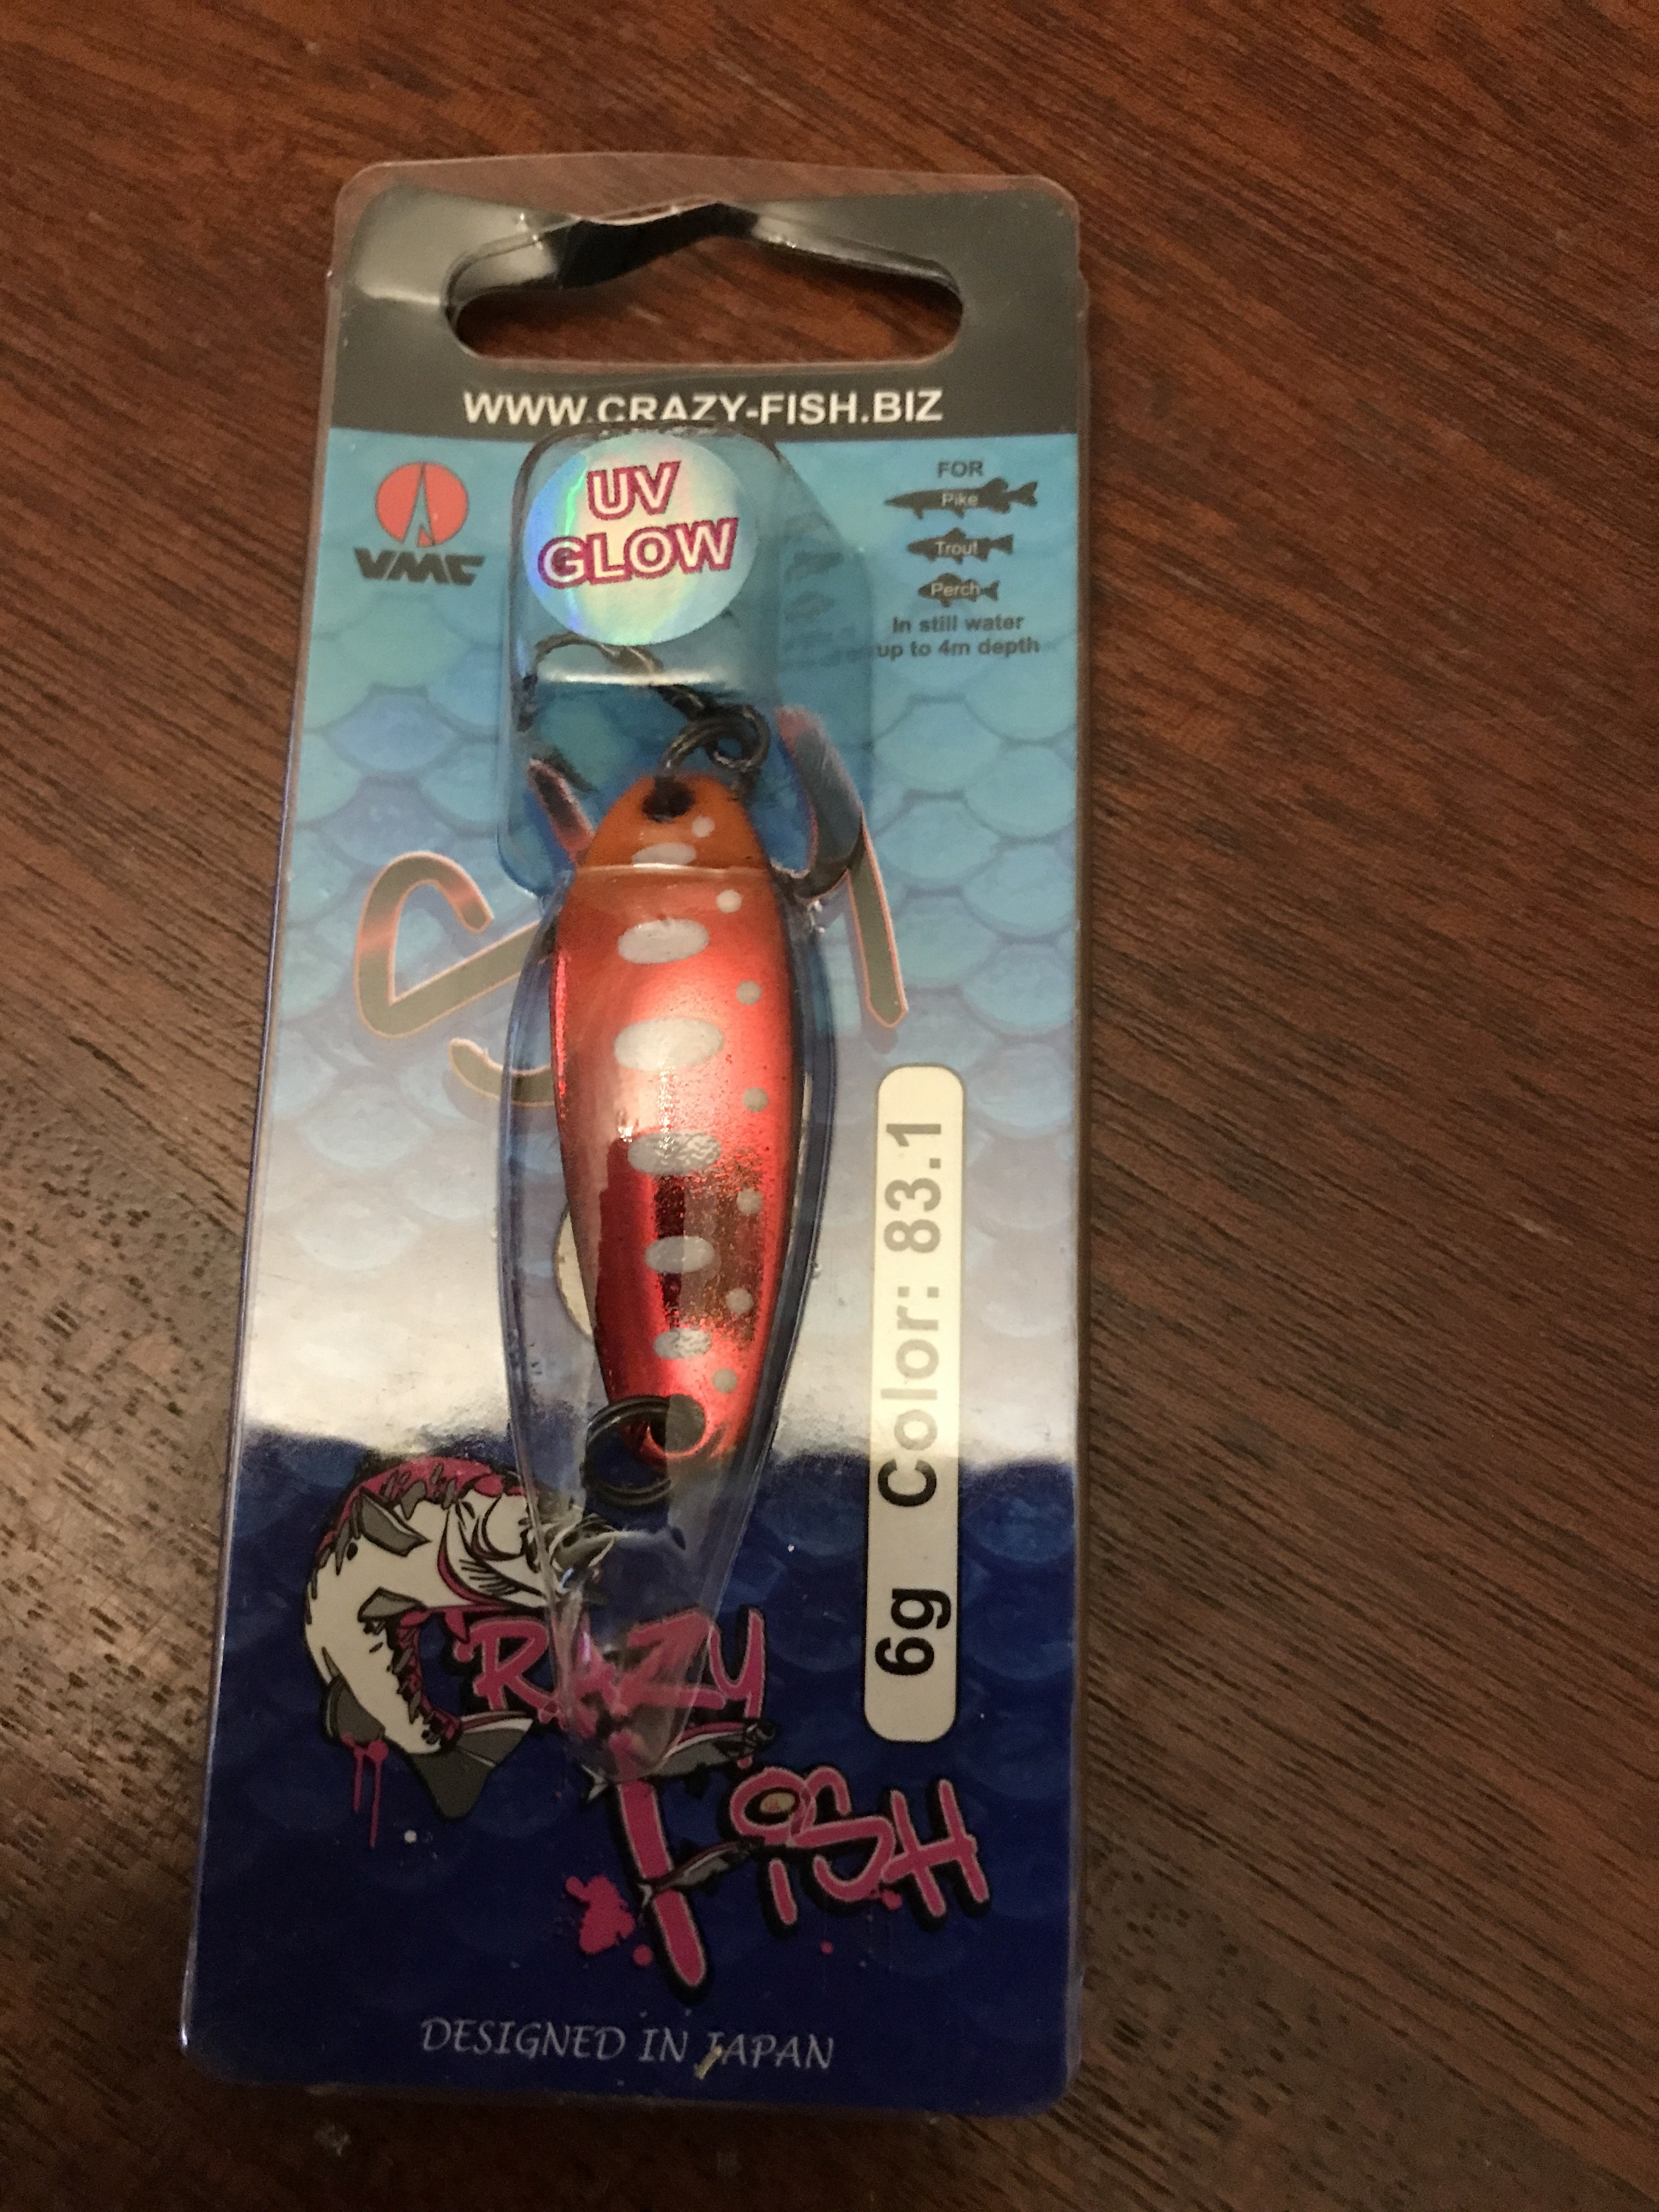 WWW.CRAZY-FISH.BIZ
VMC
UV
GLOW
FOR
Pike
Trout
Perch
In still water
up to 4m depth
6g Color: 83.1
CRAZY
FISH
DESIGNED IN JAPAN